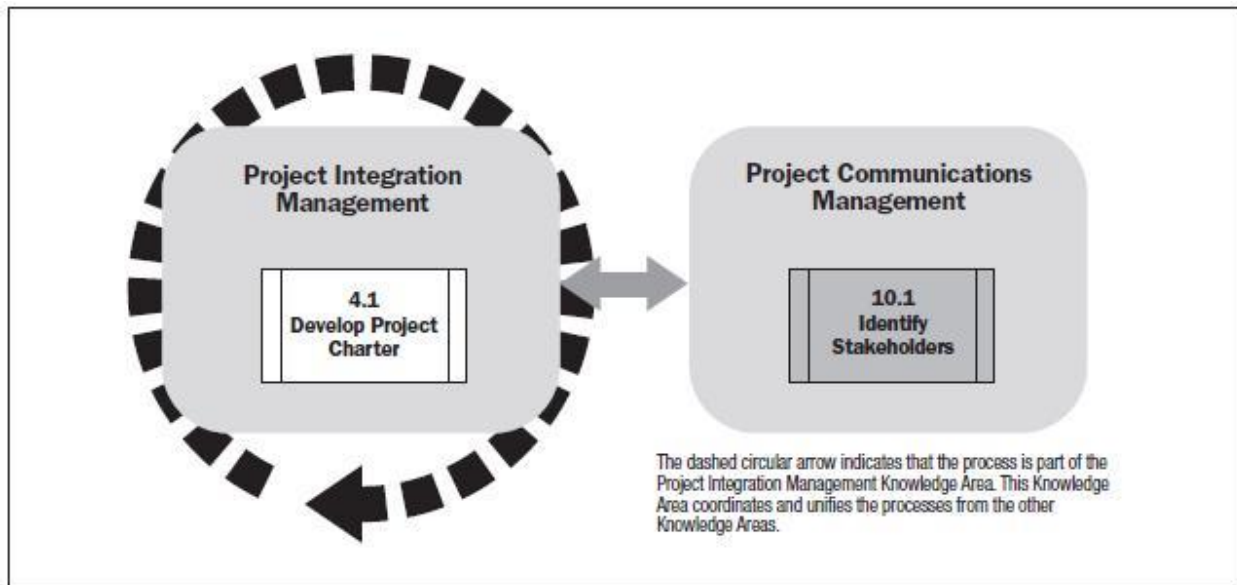 Project Integration
Management
4.1
Develop Project
Charter
Project Communications
Management
10.1
Identify
Stakeholders
The dashed circular arrow indicates that the process is part of the
Project Integration Management Knowledge Area. This Knowledge
Area coordinates and unifies the processes from the other
Knowledge Areas.